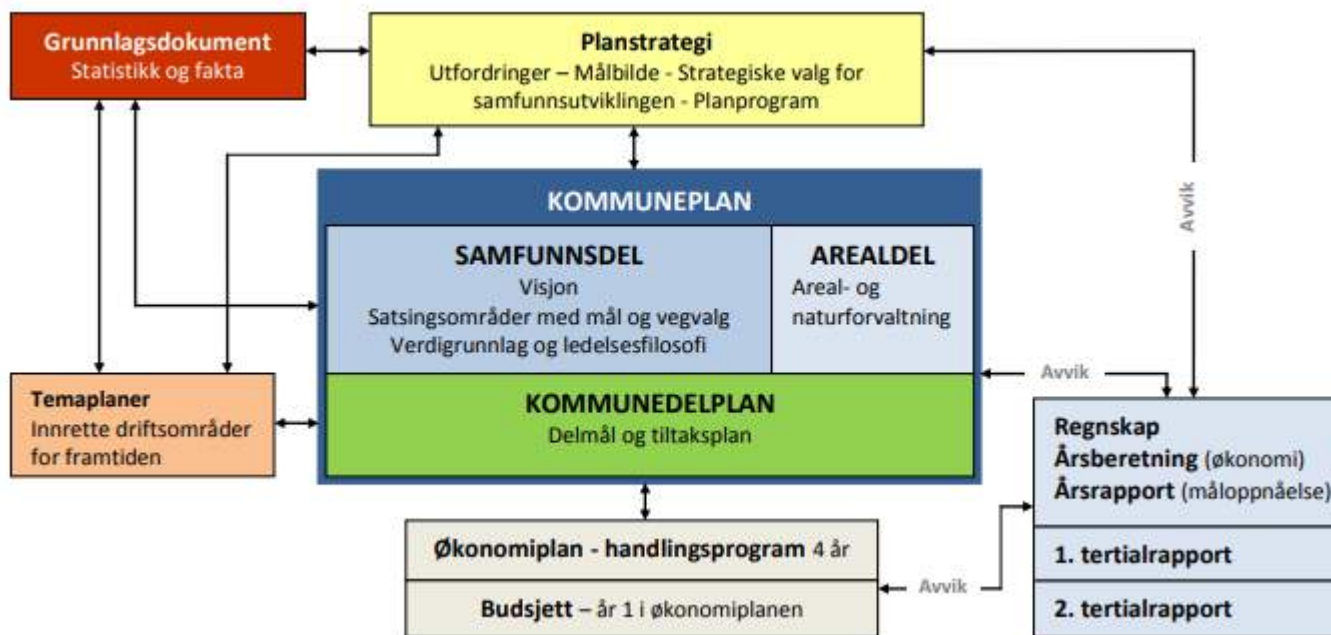 Grunnlagsdokument
Statistikk og fakta
Planstrategi
Utfordringer – Målbilde - Strategiske valg for
samfunnsutviklingen - Planprogram
Avvik
KOMMUNEPLAN
SAMFUNNSDEL
Visjon
Satsingsområder med mål og vegvalg
Verdigrunnlag og ledelsesfilosofi
AREALDEL
Areal- og
naturforvaltning
Avvik
Temaplaner
Innrette driftsområder
for framtiden
KOMMUNEDELPLAN
Delmål og tiltaksplan
Regnskap
Årsberetning (økonomi)
Årsrapport (måloppnåelse)
1. tertialrapport
2. tertialrapport
Økonomiplan - handlingsprogram 4 år
Budsjett – år 1 i økonomiplanen
Avvik